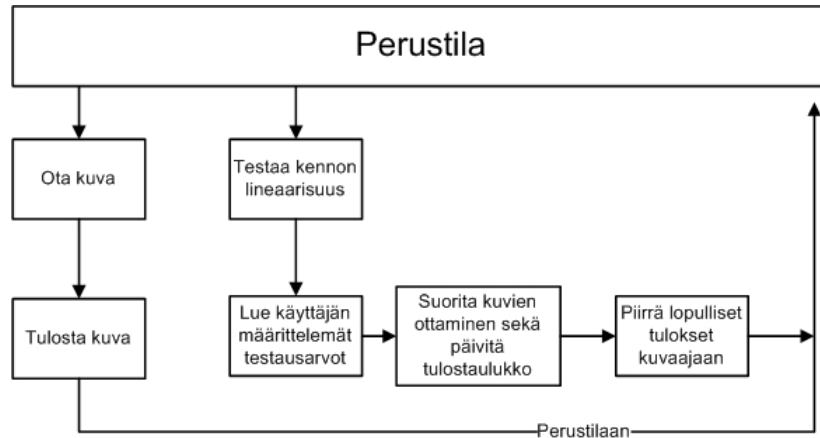 Perustila
Ota kuva
Testaa kennon
lineaarisuus
Tulosta kuva
Lue käyttäjän
määrittelemät
testausarvot
Suorita kuvien
ottaminen sekä
päivitä
tulostaulukko
Piirrä lopulliset
tulokset
kuvaajaan
Perustilaan